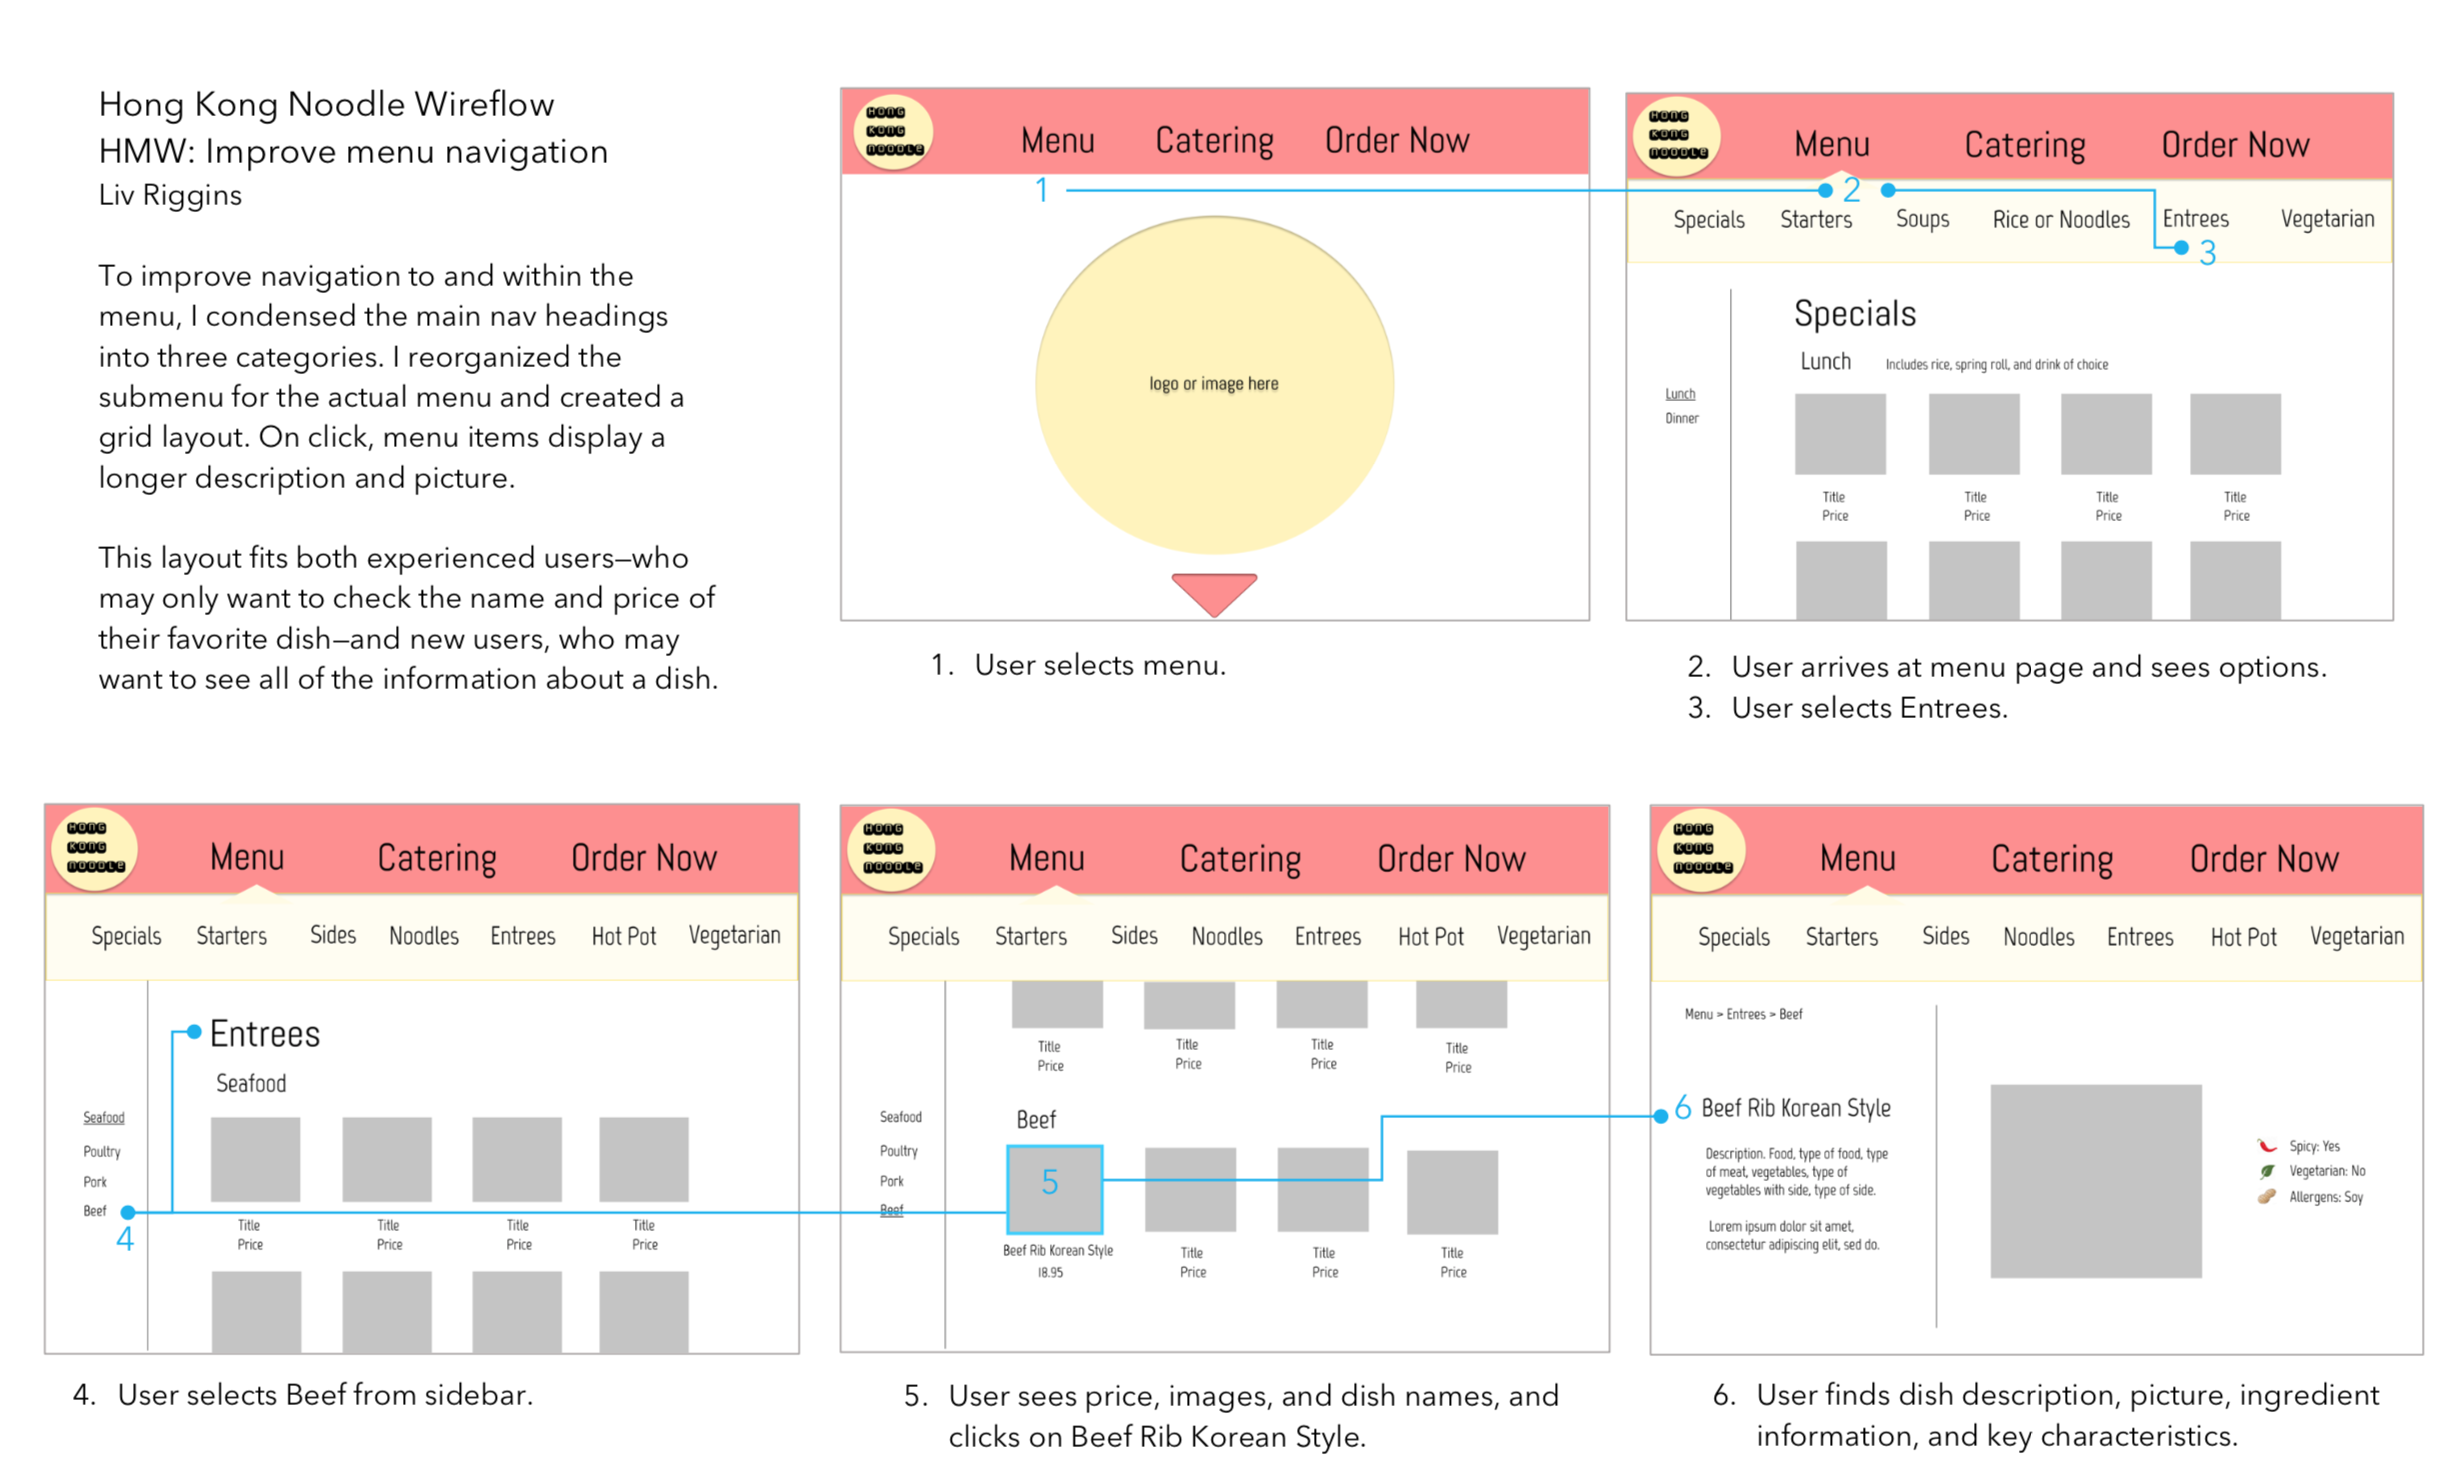 Hong Kong Noodle Wireflow
HMW: Improve menu navigation
Liv Riggins
To improve navigation to and within the
menu, I condensed the main nav headings
into three categories. I reorganized the
submenu for the actual menu and created a
grid layout. On click, menu items display a
longer description and picture.
This layout fits both experienced users—who
may only want to check the name and price of
their favorite dish—and new users, who may
want to see all of the information about a dish.
HONG
KONG
NOODLE
Menu Catering Order Now
1
logo or image here
1. User selects menu.
HONG
KONG
NOODLE
Menu Catering Order Now
2
Specials Starters Soups Rice or Noodles Entrees Vegetarian
3
Specials
Lunch Includes rice, spring roll, and drink of choice
Lunch
Dinner
Title Title Title Title
Price Price Price Price
2. User arrives at menu page and sees options.
3. User selects Entrees.
HONG
KONG
NOODLE
Menu Catering Order Now
Specials Starters Sides Noodles Entrees Hot Pot Vegetarian
Entrees
Seafood
Seafood
Poultry
Pork
Beef
4
Title Title Title Title
Price Price Price Price
4. User selects Beef from sidebar.
HONG
KONG
NOODLE
Menu Catering Order Now
Specials Starters Sides Noodles Entrees Hot Pot Vegetarian
Title Title Title Title
Price Price Price Price
Seafood
Poultry
Pork
Beef
Beef
5
Beef Rib Korean Style Title Title Title
18.95 Price Price Price
5. User sees price, images, and dish names, and
clicks on Beef Rib Korean Style.
HONG
KONG
NOODLE
Menu Catering Order Now
Specials Starters Sides Noodles Entrees Hot Pot Vegetarian
Menu > Entrees > Beef
6 Beef Rib Korean Style
Description. Food, type of food, type
of meat, vegetables, type of
vegetables with side, type of side.
Lorem ipsum dolor sit amet,
consectetur adipiscing elit, sed do.
Spicy: Yes
Vegetarian: No
Allergens: Soy
6. User finds dish description, picture, ingredient
information, and key characteristics.